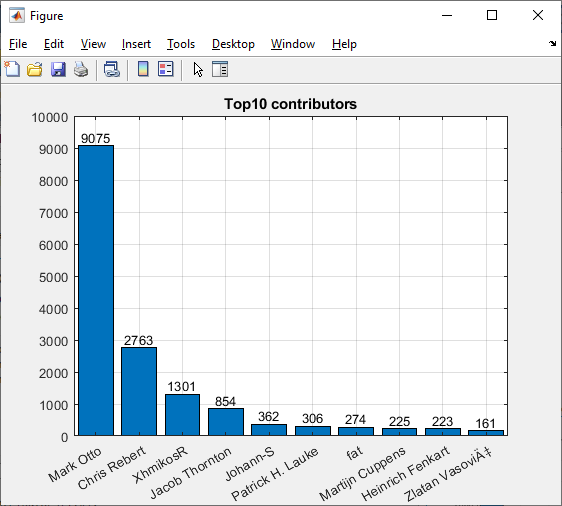 Figure
File Edit View Insert Tools Desktop Window Help
Top10 contributors
10000
9000
8000
7000
6000
5000
4000
3000
2000
1000
0
9075
2763
1301
854
362
306
274
225
223
161
Mark Otto
Chris Rebert
XhmikosR
Jacob Thornton
Johann-S
Patrick H. Lauke
fat
Martijn Cuppens
Heinrich Fenkart
Zlatan VasoviÄ‡